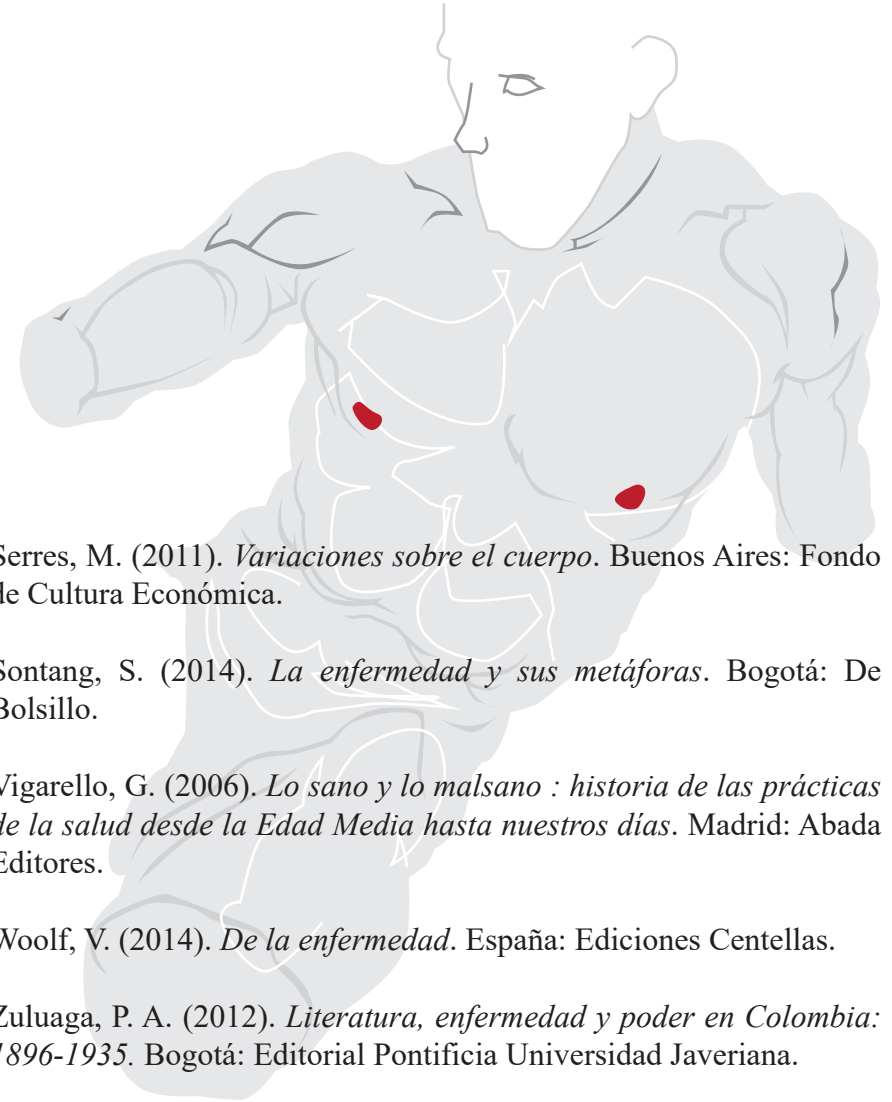 Serres, M. (2011). Variaciones sobre el cuerpo. Buenos Aires: Fondo
de Cultura Económica.
Sontang, S. (2014). La enfermedad y sus metáforas. Bogotá: De
Bolsillo.
Vigarello, G. (2006). Lo sano y lo malsano : historia de las prácticas
de la salud desde la Edad Media hasta nuestros días. Madrid: Abada
Editores.
Woolf, V. (2014). De la enfermedad. España: Ediciones Centellas.
Zuluaga, P. A. (2012). Literatura, enfermedad y poder en Colombia:
1896-1935. Bogotá: Editorial Pontificia Universidad Javeriana.